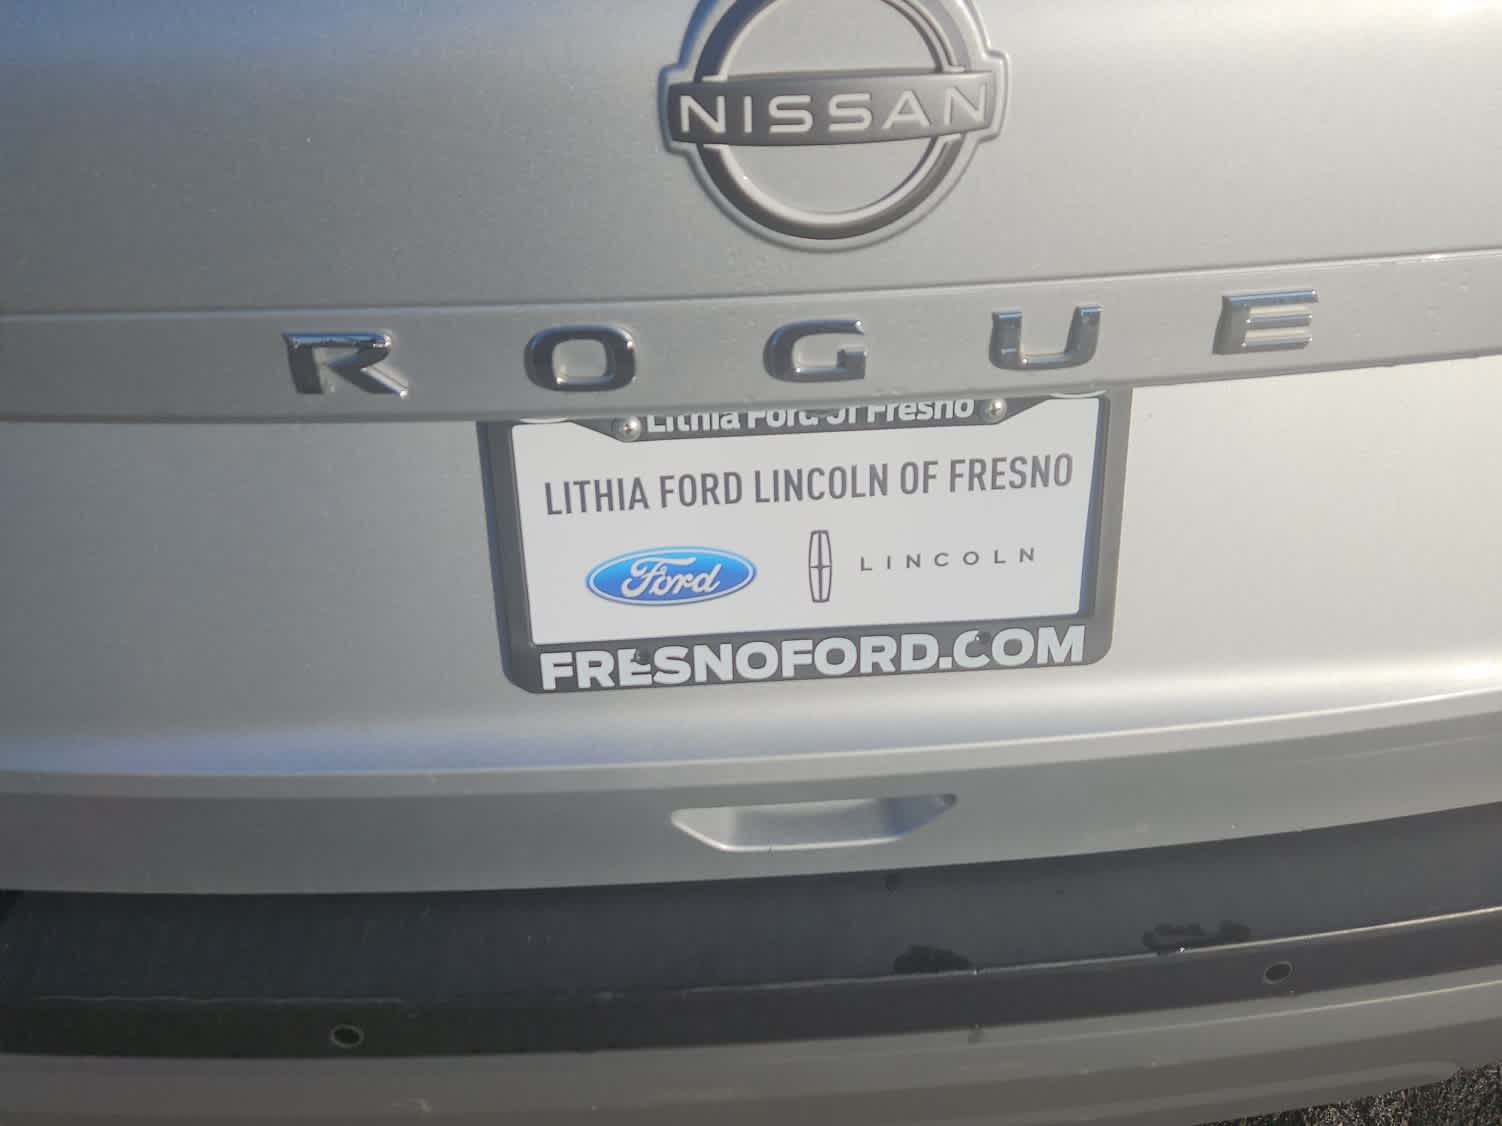 NISSAN
ROGUE
Lithia Ford Of Fresno
LITHIA FORD LINCOLN OF FRESNO
Ford LINCOLN
FRESNOFORD.COM